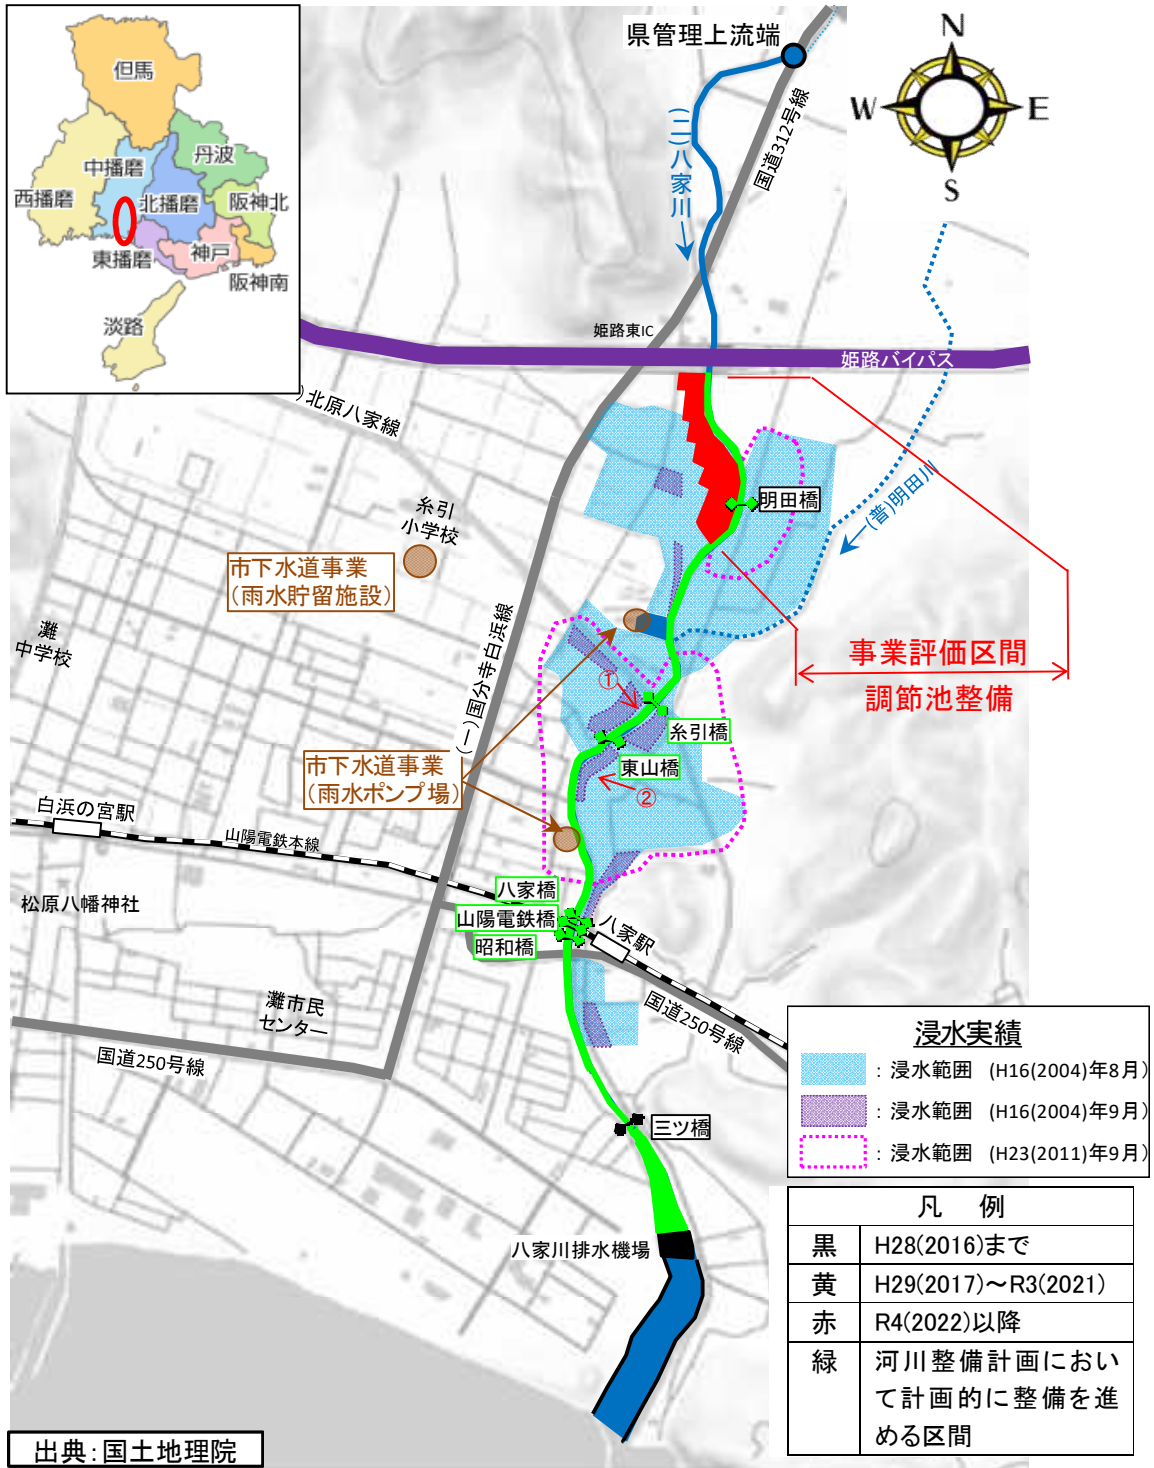 県管理上流端
N
W
E
S
但馬
丹波
中播磨
西播磨
北播磨
阪神北
東播磨
神戸
阪神南
淡路
(二)八家川
国道312号線
姫路東IC
姫路バイパス
)北原八家線
糸引
小学校
明田橋
(普)明田川
市下水道事業
(雨水貯留施設)
灘
中学校
(一)国分寺白浜線
事業評価区間
調節池整備
①
糸引橋
東山橋
②
市下水道事業
(雨水ポンプ場)
白浜の宮駅
山陽電鉄本線
八家橋
松原八幡神社
山陽電鉄橋
昭和橋
八家駅
灘市民
センター
国道250号線
国道250号線
三ツ橋
八家川排水機場
浸水実績
：浸水範囲 (H16(2004)年8月)
：浸水範囲 (H16(2004)年9月)
：浸水範囲 (H23(2011)年9月)
凡 例
黒 H28(2016)まで
黄 H29(2017)～R3(2021)
赤 R4(2022)以降
緑 河川整備計画におい
て計画的に整備を進
める区間
出典：国土地理院